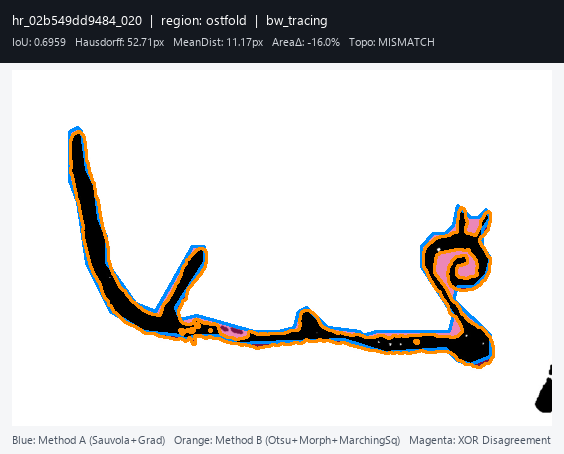 hr_02b549dd9484_020 | region: ostfold | bw_tracing
IoU: 0.6959 Hausdorff: 52.71px MeanDist: 11.17px AreaΔ: -16.0% Topo: MISMATCH
Blue: Method A (Sauvola+Grad) Orange: Method B (Otsu+Morph+MarchingSq) Magenta: XOR Disagreement